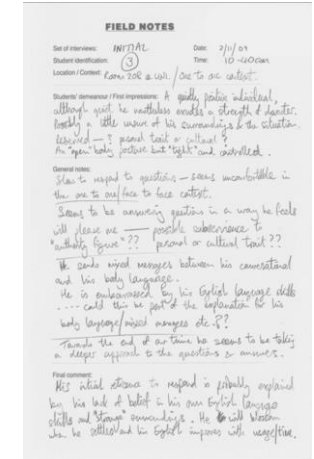 FIELD NOTES
Set of interviews: INITIAL Date: 2/11/09
Student identification: 3 Time: 10-40am
Location / Context: Room 208 @ / one to one context.
Students' demeanour / First impressions: A quietly positive individual,
although quiet, he nontheless exudes a strength of character.
Possibly a little unsure of his surroundings & the situation.
reserved — ? personal trait or cultural?
An "open" body posture but "tight" and controlled.
General notes:
Slow to respond to questions — seems uncomfortable in
the one to one/face to face context.
Seems to be answering questions in a way he feels
will please me — possible subservience to
"authority figure"?? personal or cultural trait??
He sends mixed messages between his conversational
and his body language.
He is embarrassed by his English language skills
.... could this be part of the explanation for his
body language/mixed messages etc.??
Towards the end of our time he seems to be taking
a deeper approach to the questions & answers.
Final comment:
His initial to respond is probably explained
by his lack of belief in his own English language
skills and "strange" surroundings. He will blossom
when he settles and his English improves with usage/time.